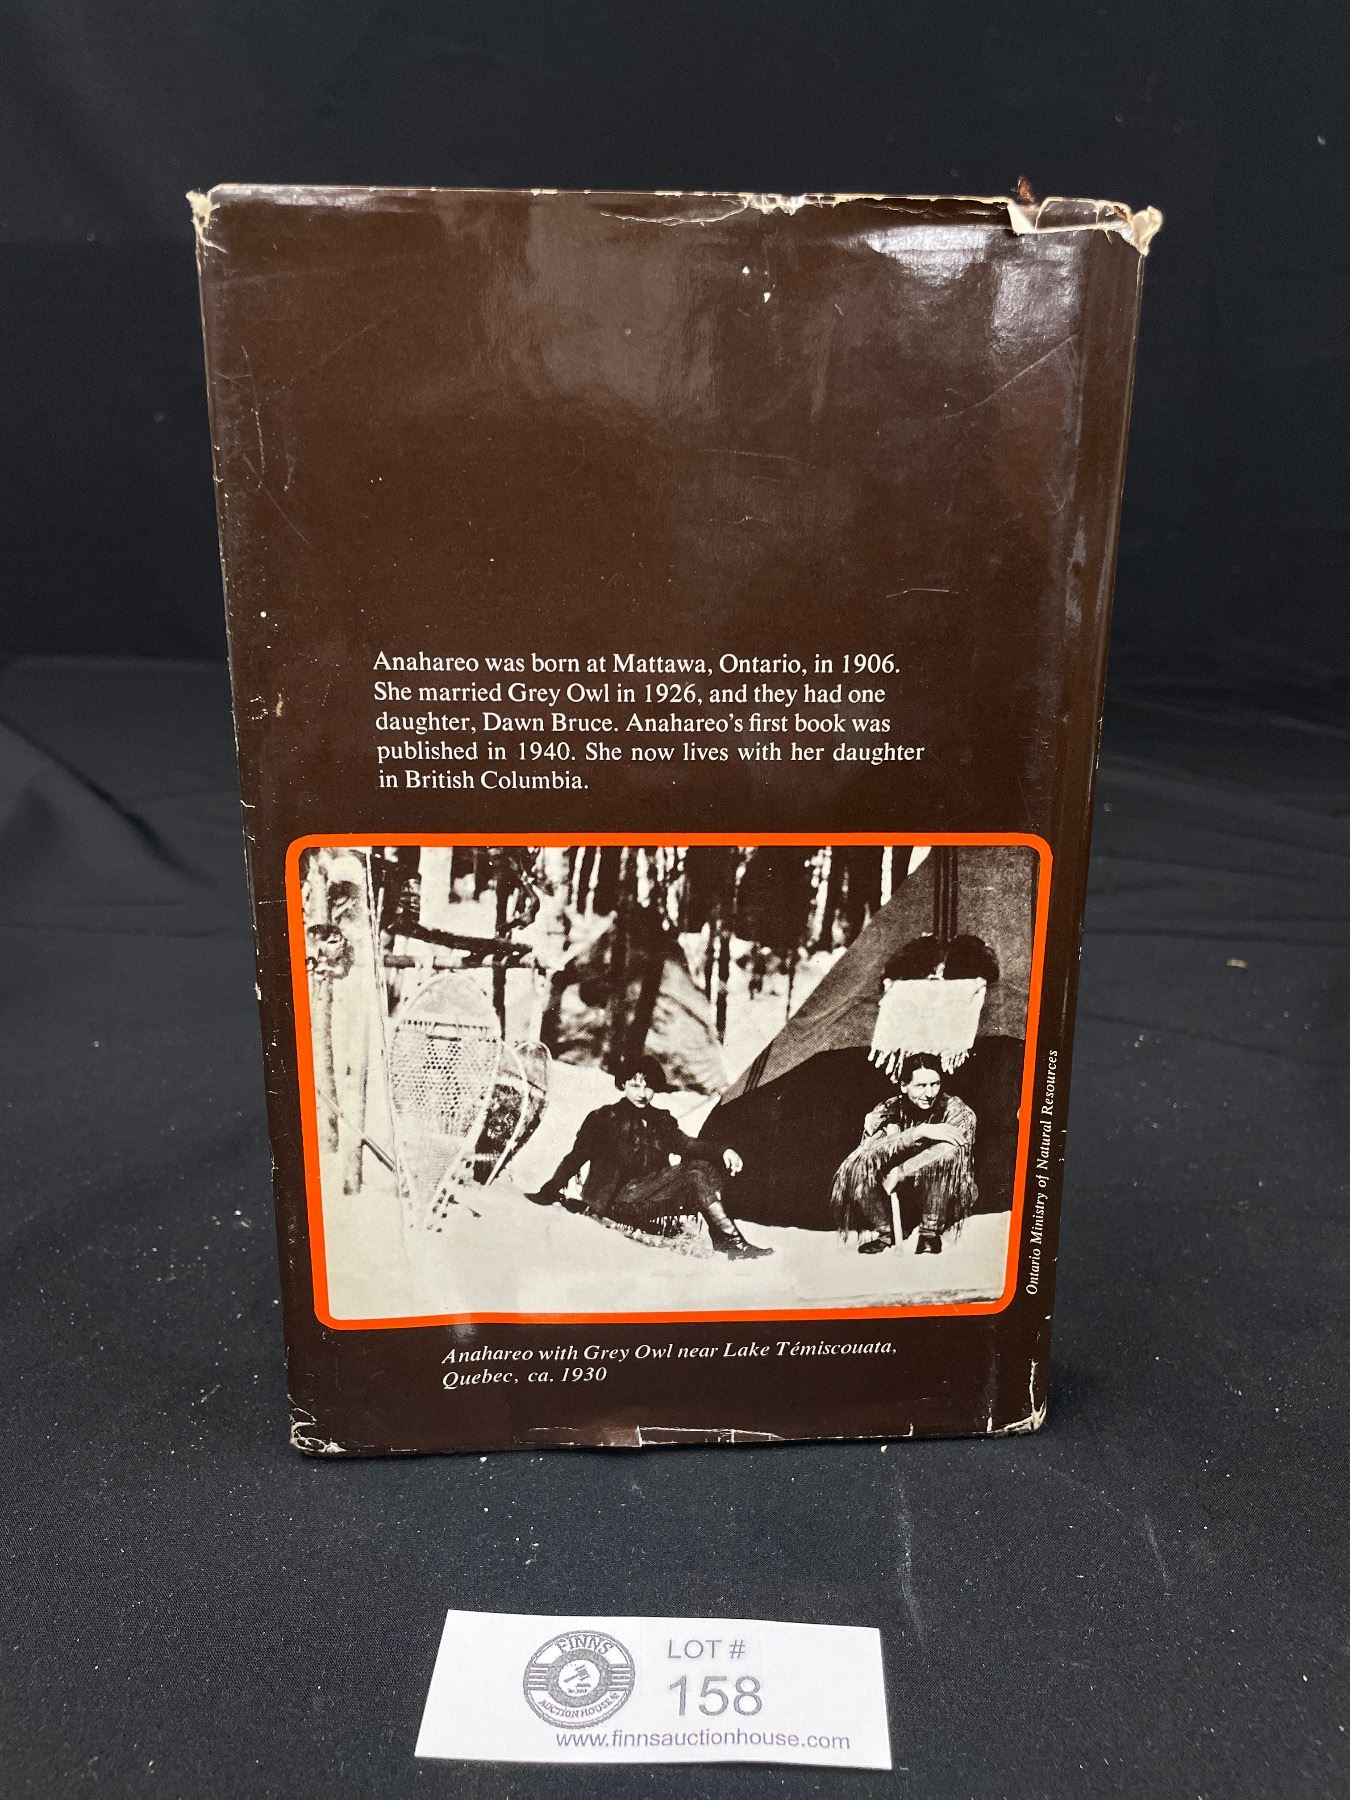 Anahareo was born at Mattawa, Ontario, in 1906.
She married Grey Owl in 1926, and they had one
daughter, Dawn Bruce. Anahareo's first book was
published in 1940. She now lives with her daughter
in British Columbia.
Ontario Ministry of Natural Resources
Anahareo with Grey Owl near Lake Témiscouata,
Quebec, ca. 1930
FINNS
AUCTION HOUSE
LOT #
158
www.finnsauctionhouse.com